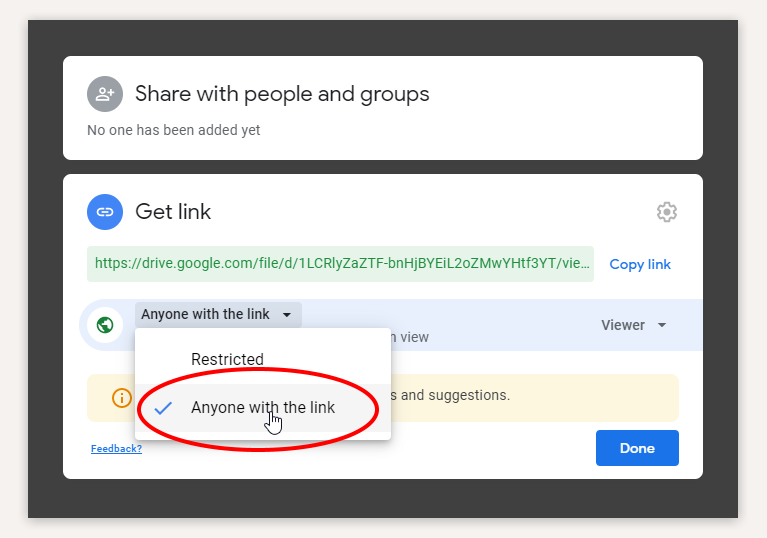 Share with people and groups
No one has been added yet
Get link
https://drive.google.com/file/d/1LCRlyZaZTF-bnHjBYEiL2oZMwYHtf3YT/vie...
Copy link
Anyone with the link
view
Viewer
Restricted
Anyone with the link
and suggestions.
Feedback?
Done